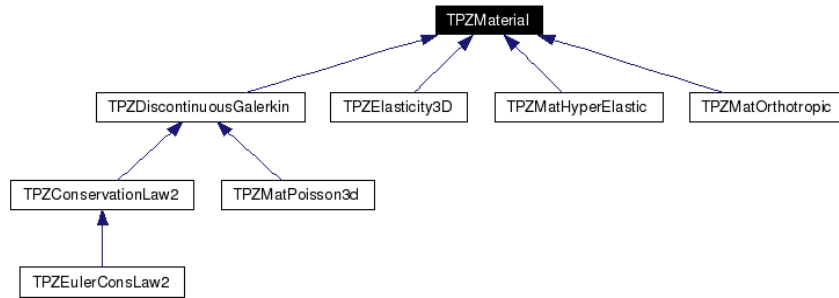 TPZMaterial
TPZDiscontinuousGalerkin
TPZElasticity3D
TPZMatHyperElastic
TPZMatOrthotropic
TPZConservationLaw2
TPZMatPoisson3d
TPZEulerConsLaw2